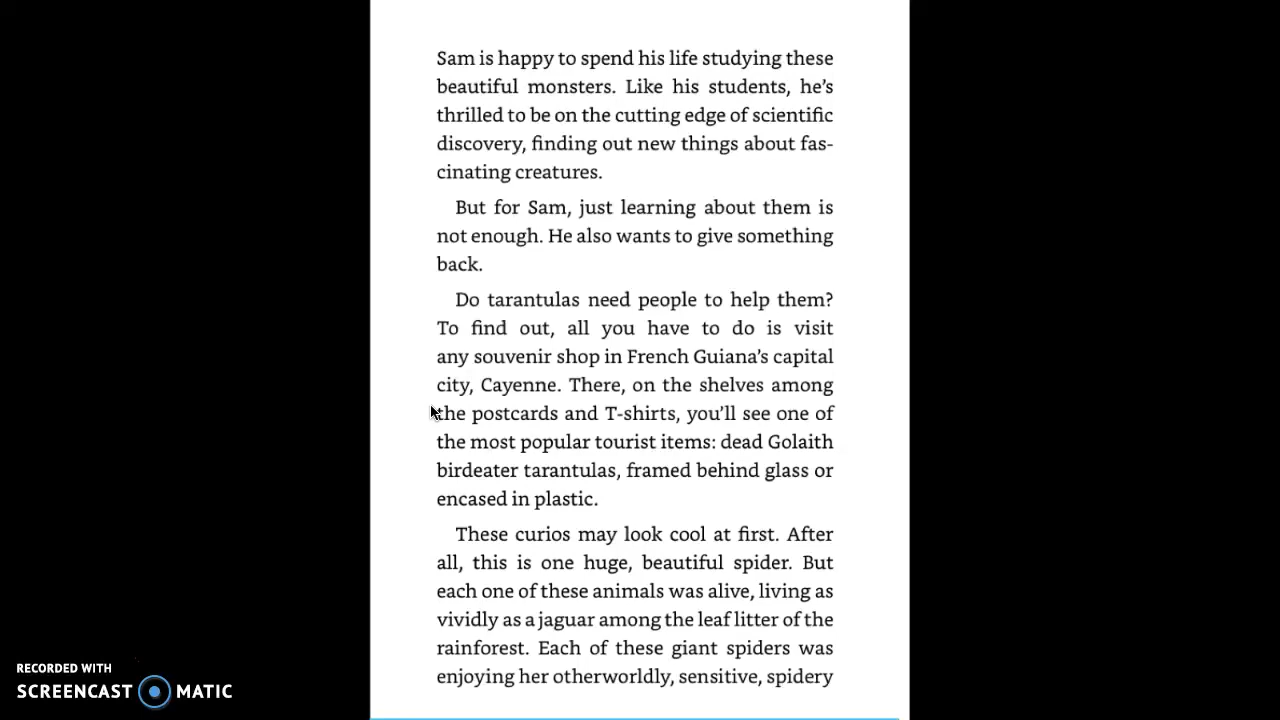 Sam is happy to spend his life studying these
beautiful monsters. Like his students, he's
thrilled to be on the cutting edge of scientific
discovery, finding out new things about fas-
cinating creatures.
But for Sam, just learning about them is
not enough. He also wants to give something
back.
Do tarantulas need people to help them?
To find out, all you have to do is visit
any souvenir shop in French Guiana's capital
city, Cayenne. There, on the shelves among
the postcards and T-shirts, you'll see one of
the most popular tourist items: dead Golaith
birdeater tarantulas, framed behind glass or
encased in plastic.
These curios may look cool at first. After
all, this is one huge, beautiful spider. But
each one of these animals was alive, living as
vividly as a jaguar among the leaf litter of the
rainforest. Each of these giant spiders was
enjoying her otherworldly, sensitive, spidery
RECORDED WITH
SCREENCAST MATIC